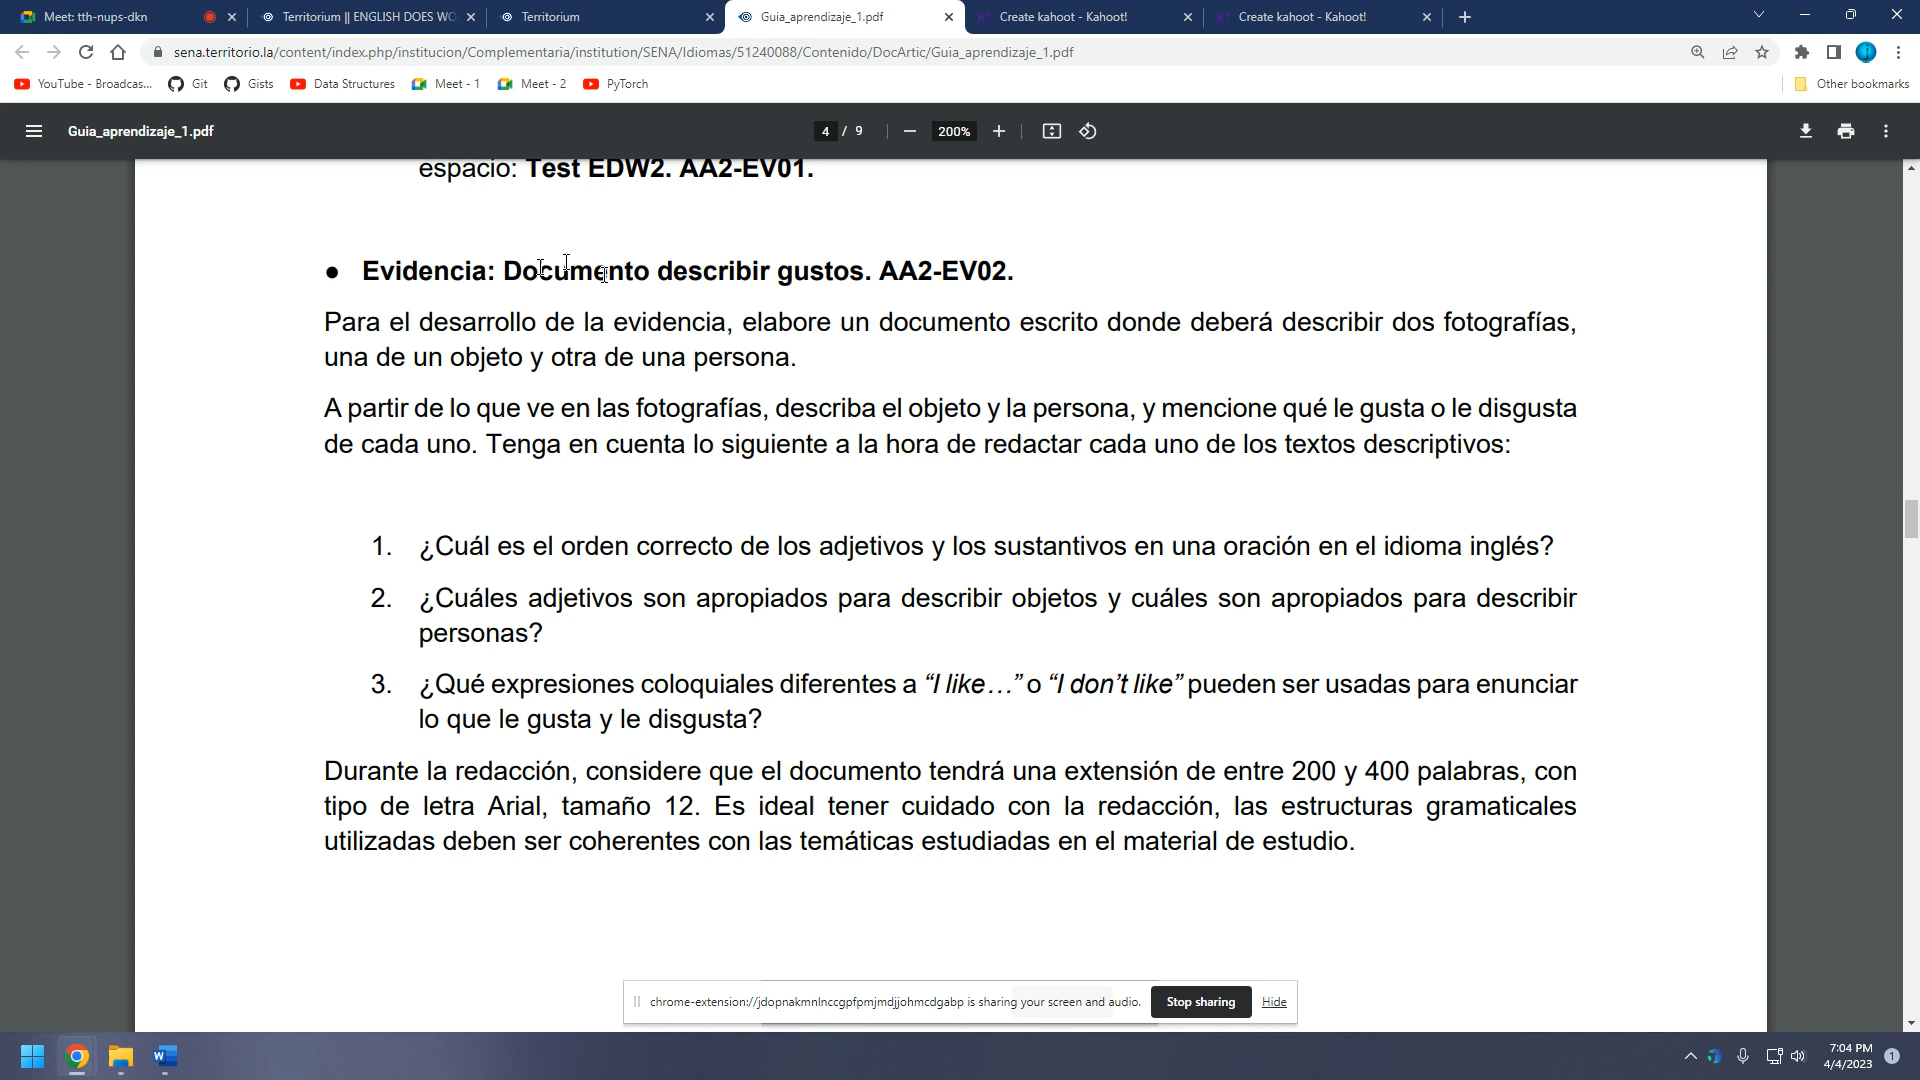 Meet: tth-nups-dkn
Territorium || ENGLISH DOES WO
Territorium
Guia_aprendizaje_1.pdf
Create kahoot - Kahoot!
Create kahoot - Kahoot!
sena.territorio.la/content/index.php/institucion/Complementaria/institution/SENA/Idiomas/51240088/Contenido/DocArtic/Guia_aprendizaje_1.pdf
YouTube - Broadcas...
Git
Gists
Data Structures
Meet - 1
Meet - 2
PyTorch
Other bookmarks
Guia_aprendizaje_1.pdf
4 / 9
200%
espacio: Test EDW2. AA2-EV01.
● Evidencia: Documento describir gustos. AA2-EV02.
Para el desarrollo de la evidencia, elabore un documento escrito donde deberá describir dos fotografías,
una de un objeto y otra de una persona.
A partir de lo que ve en las fotografías, describa el objeto y la persona, y mencione qué le gusta o le disgusta
de cada uno. Tenga en cuenta lo siguiente a la hora de redactar cada uno de los textos descriptivos:
1. ¿Cuál es el orden correcto de los adjetivos y los sustantivos en una oración en el idioma inglés?
2. ¿Cuáles adjetivos son apropiados para describir objetos y cuáles son apropiados para describir
personas?
3. ¿Qué expresiones coloquiales diferentes a “I like…” o “I don’t like” pueden ser usadas para enunciar
lo que le gusta y le disgusta?
Durante la redacción, considere que el documento tendrá una extensión de entre 200 y 400 palabras, con
tipo de letra Arial, tamaño 12. Es ideal tener cuidado con la redacción, las estructuras gramaticales
utilizadas deben ser coherentes con las temáticas estudiadas en el material de estudio.
chrome-extension://jdopnakmnlnccgpfpmjmdjjohmcdgabp is sharing your screen and audio.
Stop sharing
Hide
7:04 PM
4/4/2023
1